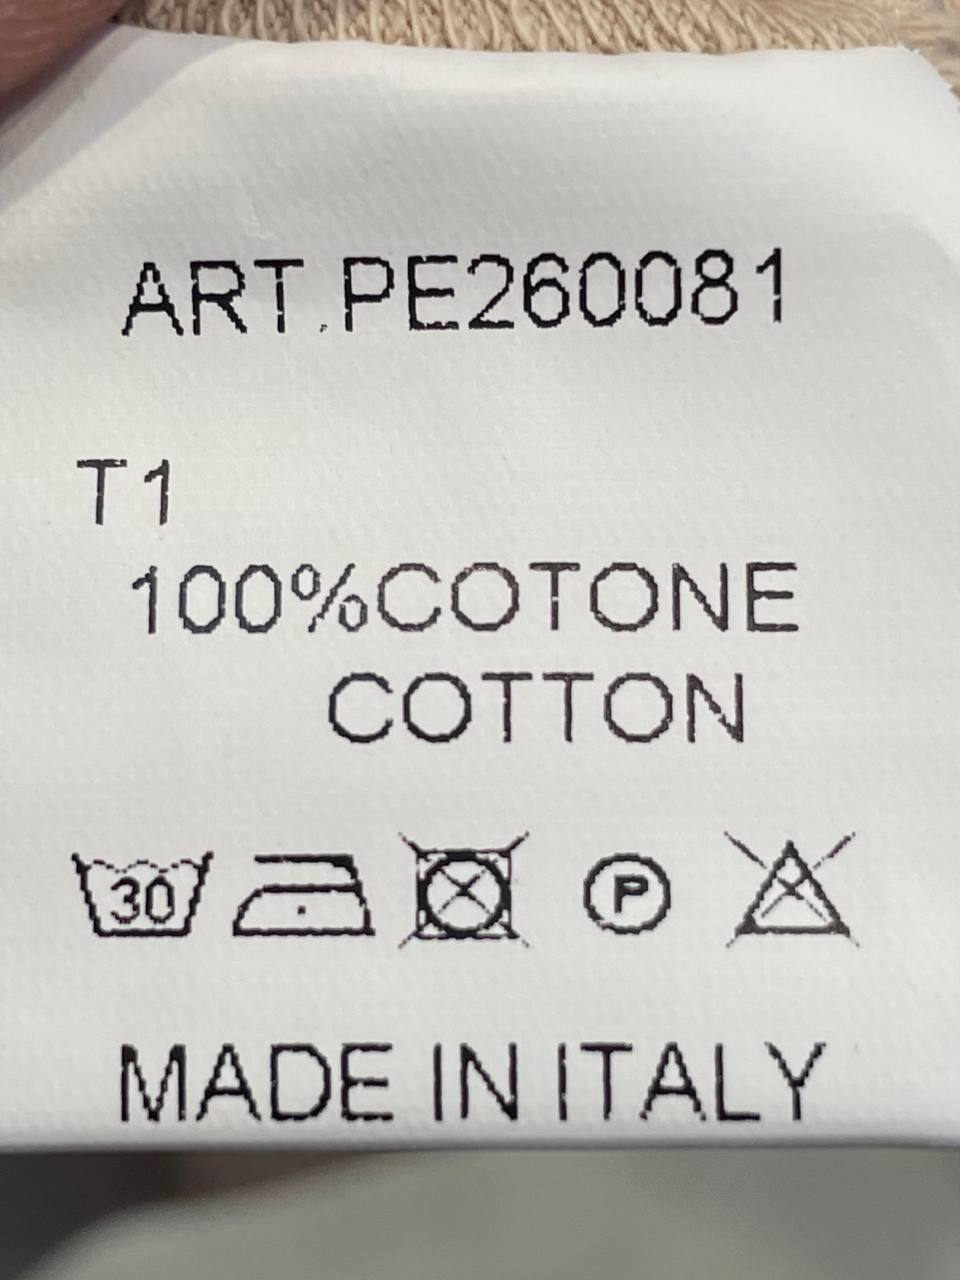 ART.PE260081
T1
100%COTONE
COTTON
30 P
MADE IN ITALY